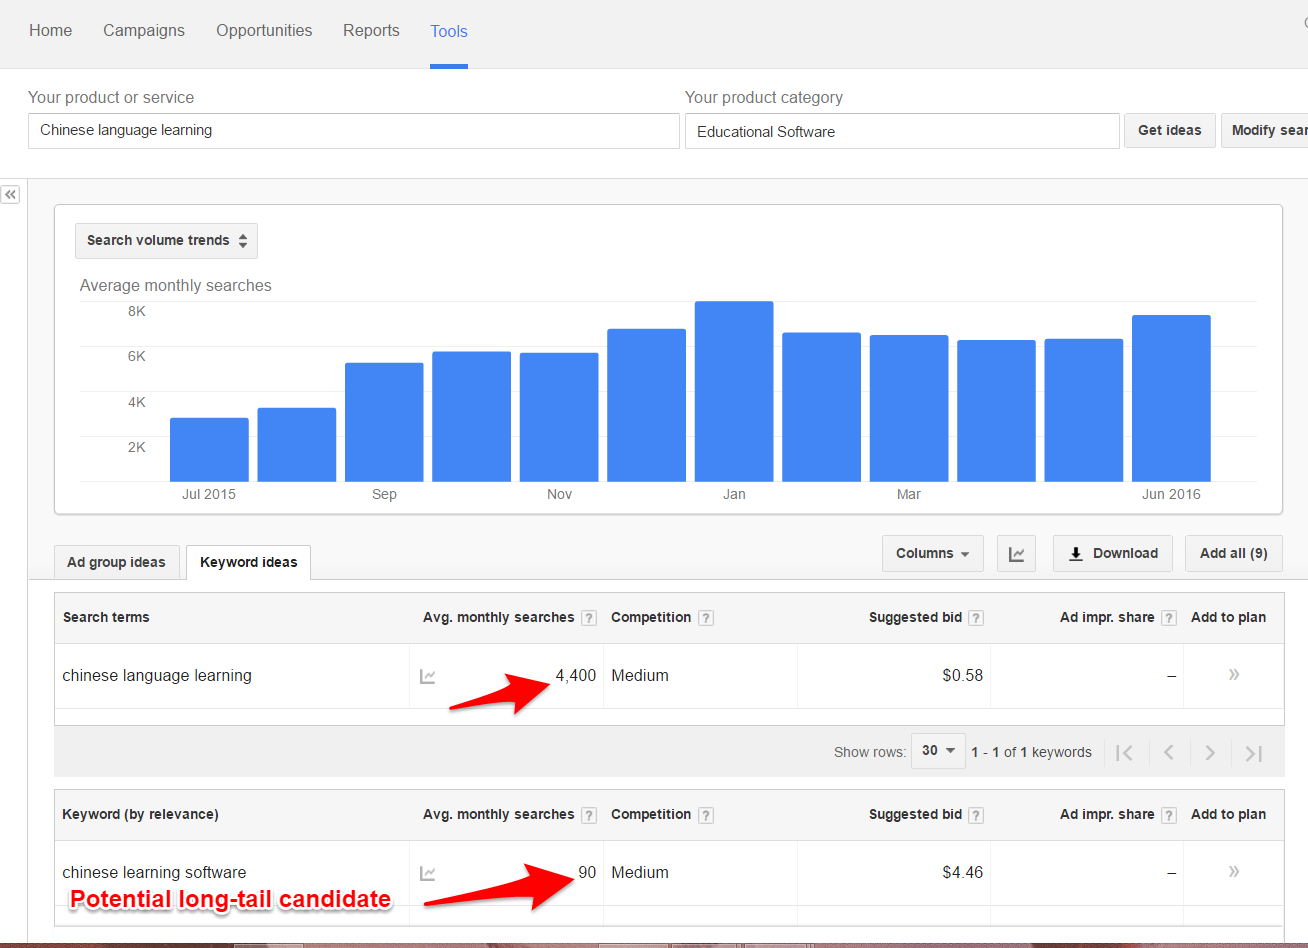 Home Campaigns Opportunities Reports Tools
Your product or service Your product category
Chinese language learning Educational Software Get ideas Modify sear
Search volume trends
Average monthly searches
8K
6K
4K
2K
Jul 2015 Sep Nov Jan Mar Jun 2016
Ad group ideas Keyword ideas Columns Download Add all (9)
Search terms Avg. monthly searches ? Competition ? Suggested bid ? Ad impr. share ? Add to plan
chinese language learning 4,400 Medium $0.58 – »
Show rows: 30 1 - 1 of 1 keywords
Keyword (by relevance) Avg. monthly searches ? Competition ? Suggested bid ? Ad impr. share ? Add to plan
chinese learning software 90 Medium $4.46 – »
Potential long-tail candidate